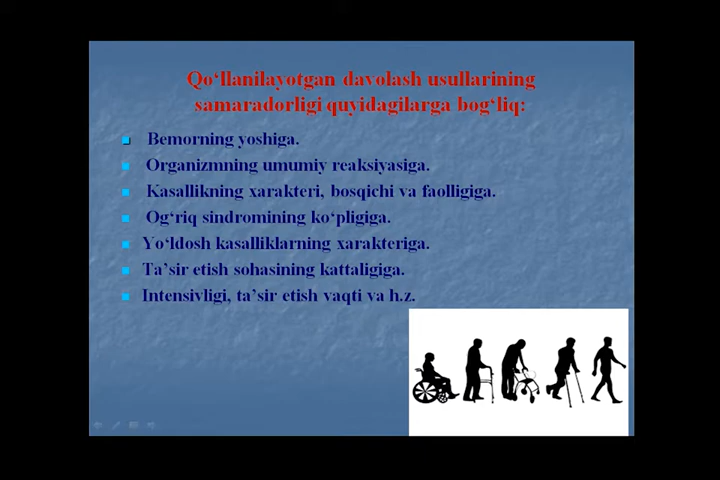 Qo‘llanilayotgan davolash usullarining
samaradorligi quyidagilarga bog‘liq:
Bemorning yoshiga.
Organizmning umumiy reaksiyasiga.
Kasallikning xarakteri, bosqichi va faolligiga.
Og‘riq sindromining ko‘pligiga.
Yo‘ldosh kasalliklarning xarakteriga.
Ta’sir etish sohasining kattaligiga.
Intensivligi, ta’sir etish vaqti va h.z.